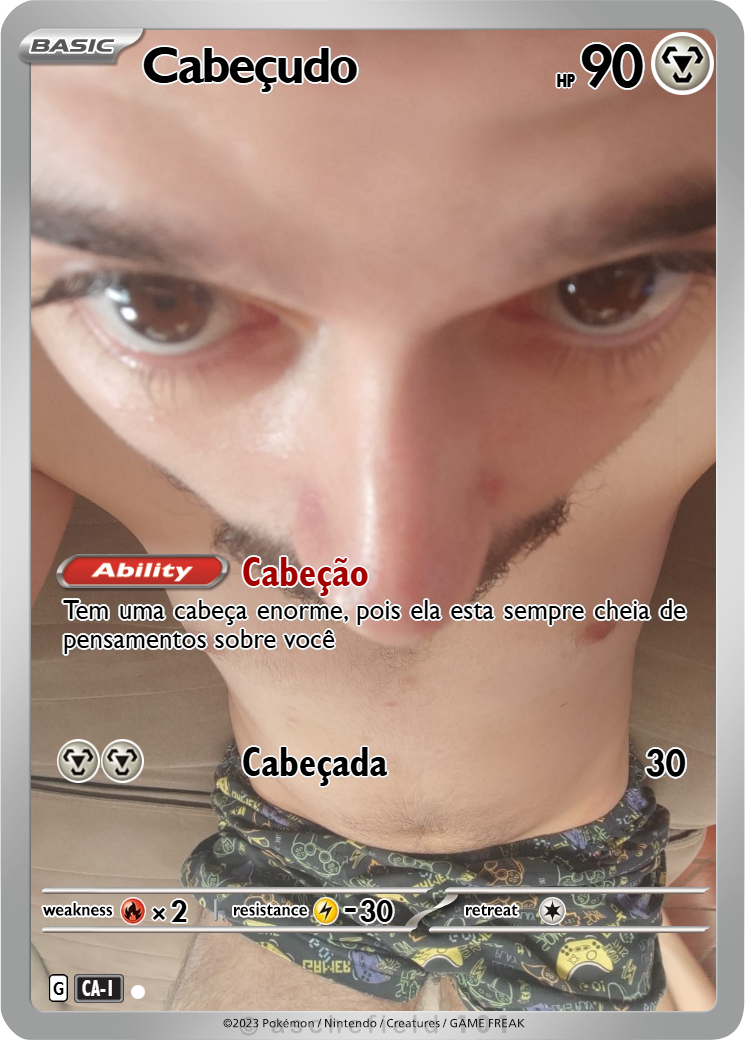 BASIC
Cabeçudo
HP 90
Ability Cabeção
Tem uma cabeça enorme, pois ela esta sempre cheia de
pensamentos sobre você
Cabeçada 30
weakness ×2 resistance -30 retreat
GAMER
G CA-I
©2023 Pokémon / Nintendo / Creatures / GAME FREAK